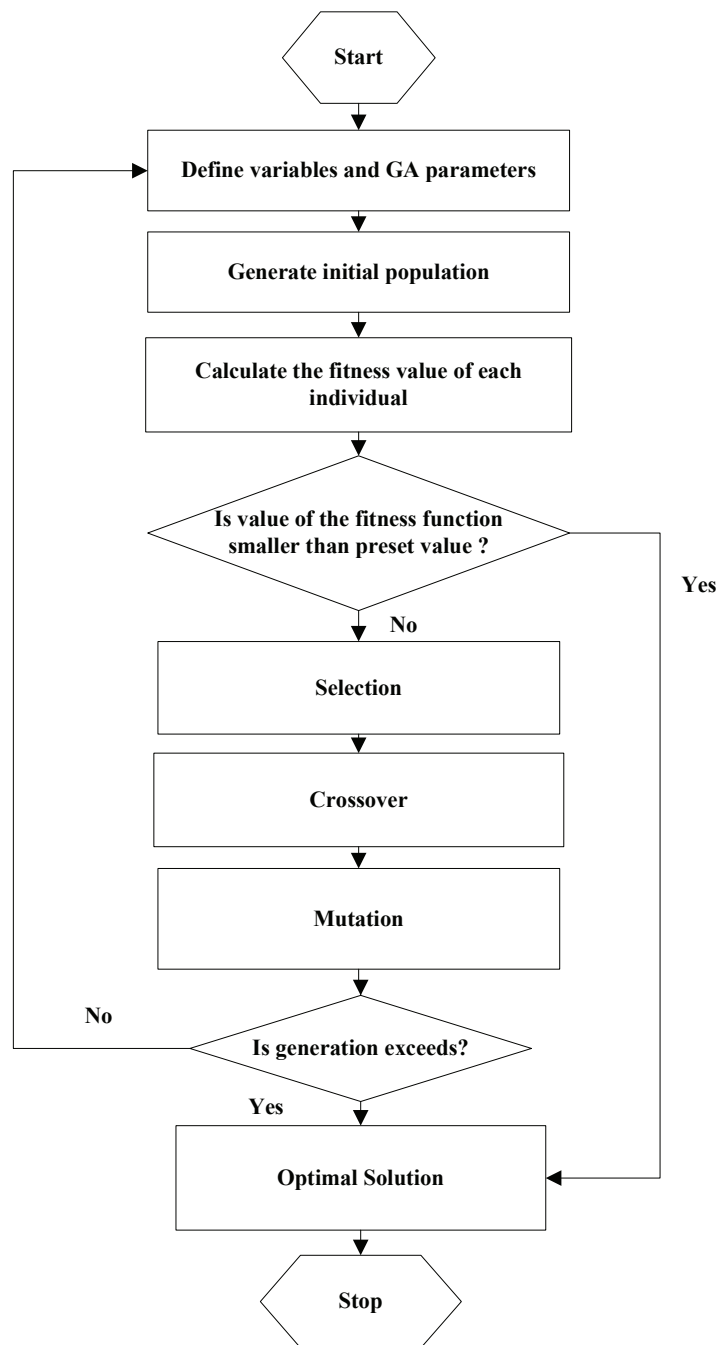 Start
Define variables and GA parameters
Generate initial population
Calculate the fitness value of each
individual
Is value of the fitness function
smaller than preset value ?
Yes
No
Selection
Crossover
Mutation
No
Is generation exceeds?
Yes
Optimal Solution
Stop